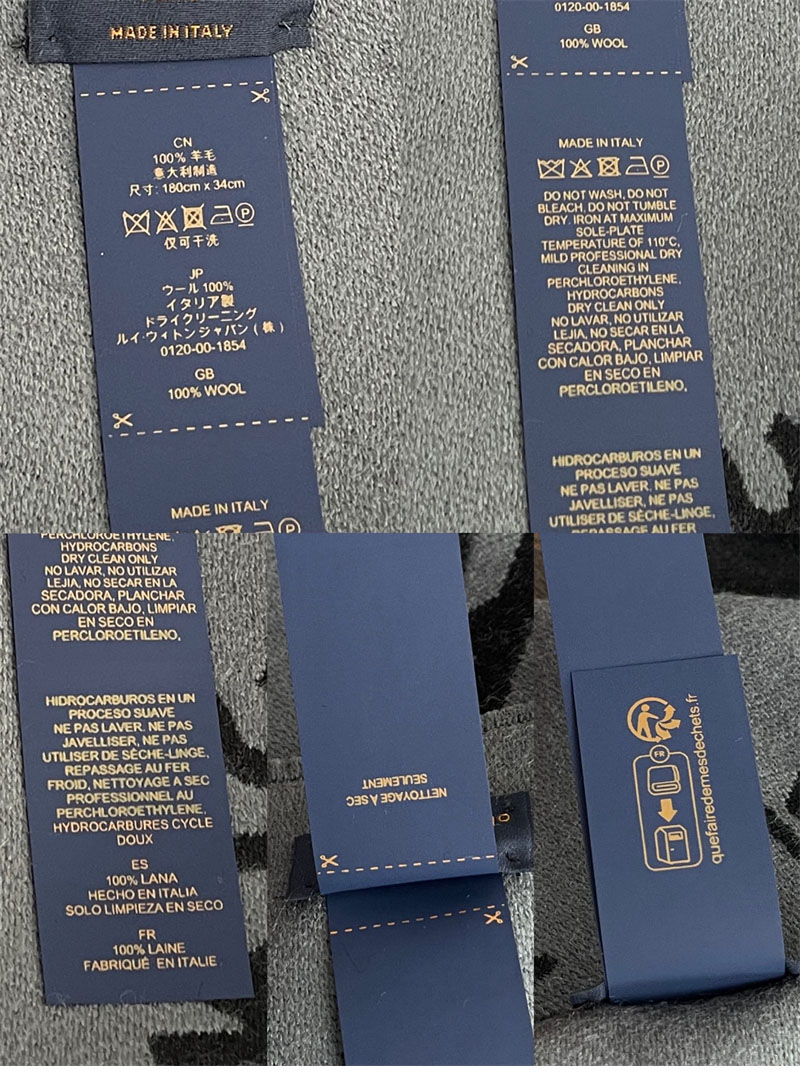 MADE IN ITALY
CN
100% 羊毛
意大利制造
尺寸: 180cm x 34cm
P
仅可干洗
JP
ウール 100%
イタリア製
ドライクリーニング
ルイ.ウィトンジャパン ( 株 )
0120-00-1854
GB
100% WOOL
MADE IN ITALY
P
0120-00-1854
GB
100% WOOL
MADE IN ITALY
P
DO NOT WASH, DO NOT
BLEACH, DO NOT TUMBLE
DRY. IRON AT MAXIMUM
SOLE-PLATE
TEMPERATURE OF 110°C,
MILD PROFESSIONAL DRY
CLEANING IN
PERCHLOROETHYLENE,
HYDROCARBONS
DRY CLEAN ONLY
NO LAVAR, NO UTILIZAR
LEJIA, NO SECAR EN LA
SECADORA, PLANCHAR
CON CALOR BAJO, LIMPIAR
EN SECO EN
PERCLOROETILENO,
HIDROCARBUROS EN UN
PROCESO SUAVE
NE PAS LAVER, NE PAS
JAVELLISER, NE PAS
UTILISER DE SÈCHE-LINGE,
REPASSAGE AU FER
PERCHLOROETHYLENE,
HYDROCARBONS
DRY CLEAN ONLY
NO LAVAR, NO UTILIZAR
LEJIA, NO SECAR EN LA
SECADORA, PLANCHAR
CON CALOR BAJO, LIMPIAR
EN SECO EN
PERCLOROETILENO,
HIDROCARBUROS EN UN
PROCESO SUAVE
NE PAS LAVER, NE PAS
JAVELLISER, NE PAS
UTILISER DE SÈCHE-LINGE,
REPASSAGE AU FER
FROID, NETTOYAGE A SEC
PROFESSIONNEL AU
PERCHLOROETHYLENE,
HYDROCARBURES CYCLE
DOUX
ES
100% LANA
HECHO EN ITALIA
SOLO LIMPIEZA EN SECO
FR
100% LAINE
FABRIQUÉ EN ITALIE
NETTOYAGE À SEC
SEULEMENT
O
FR
quefairedemesdechets.fr